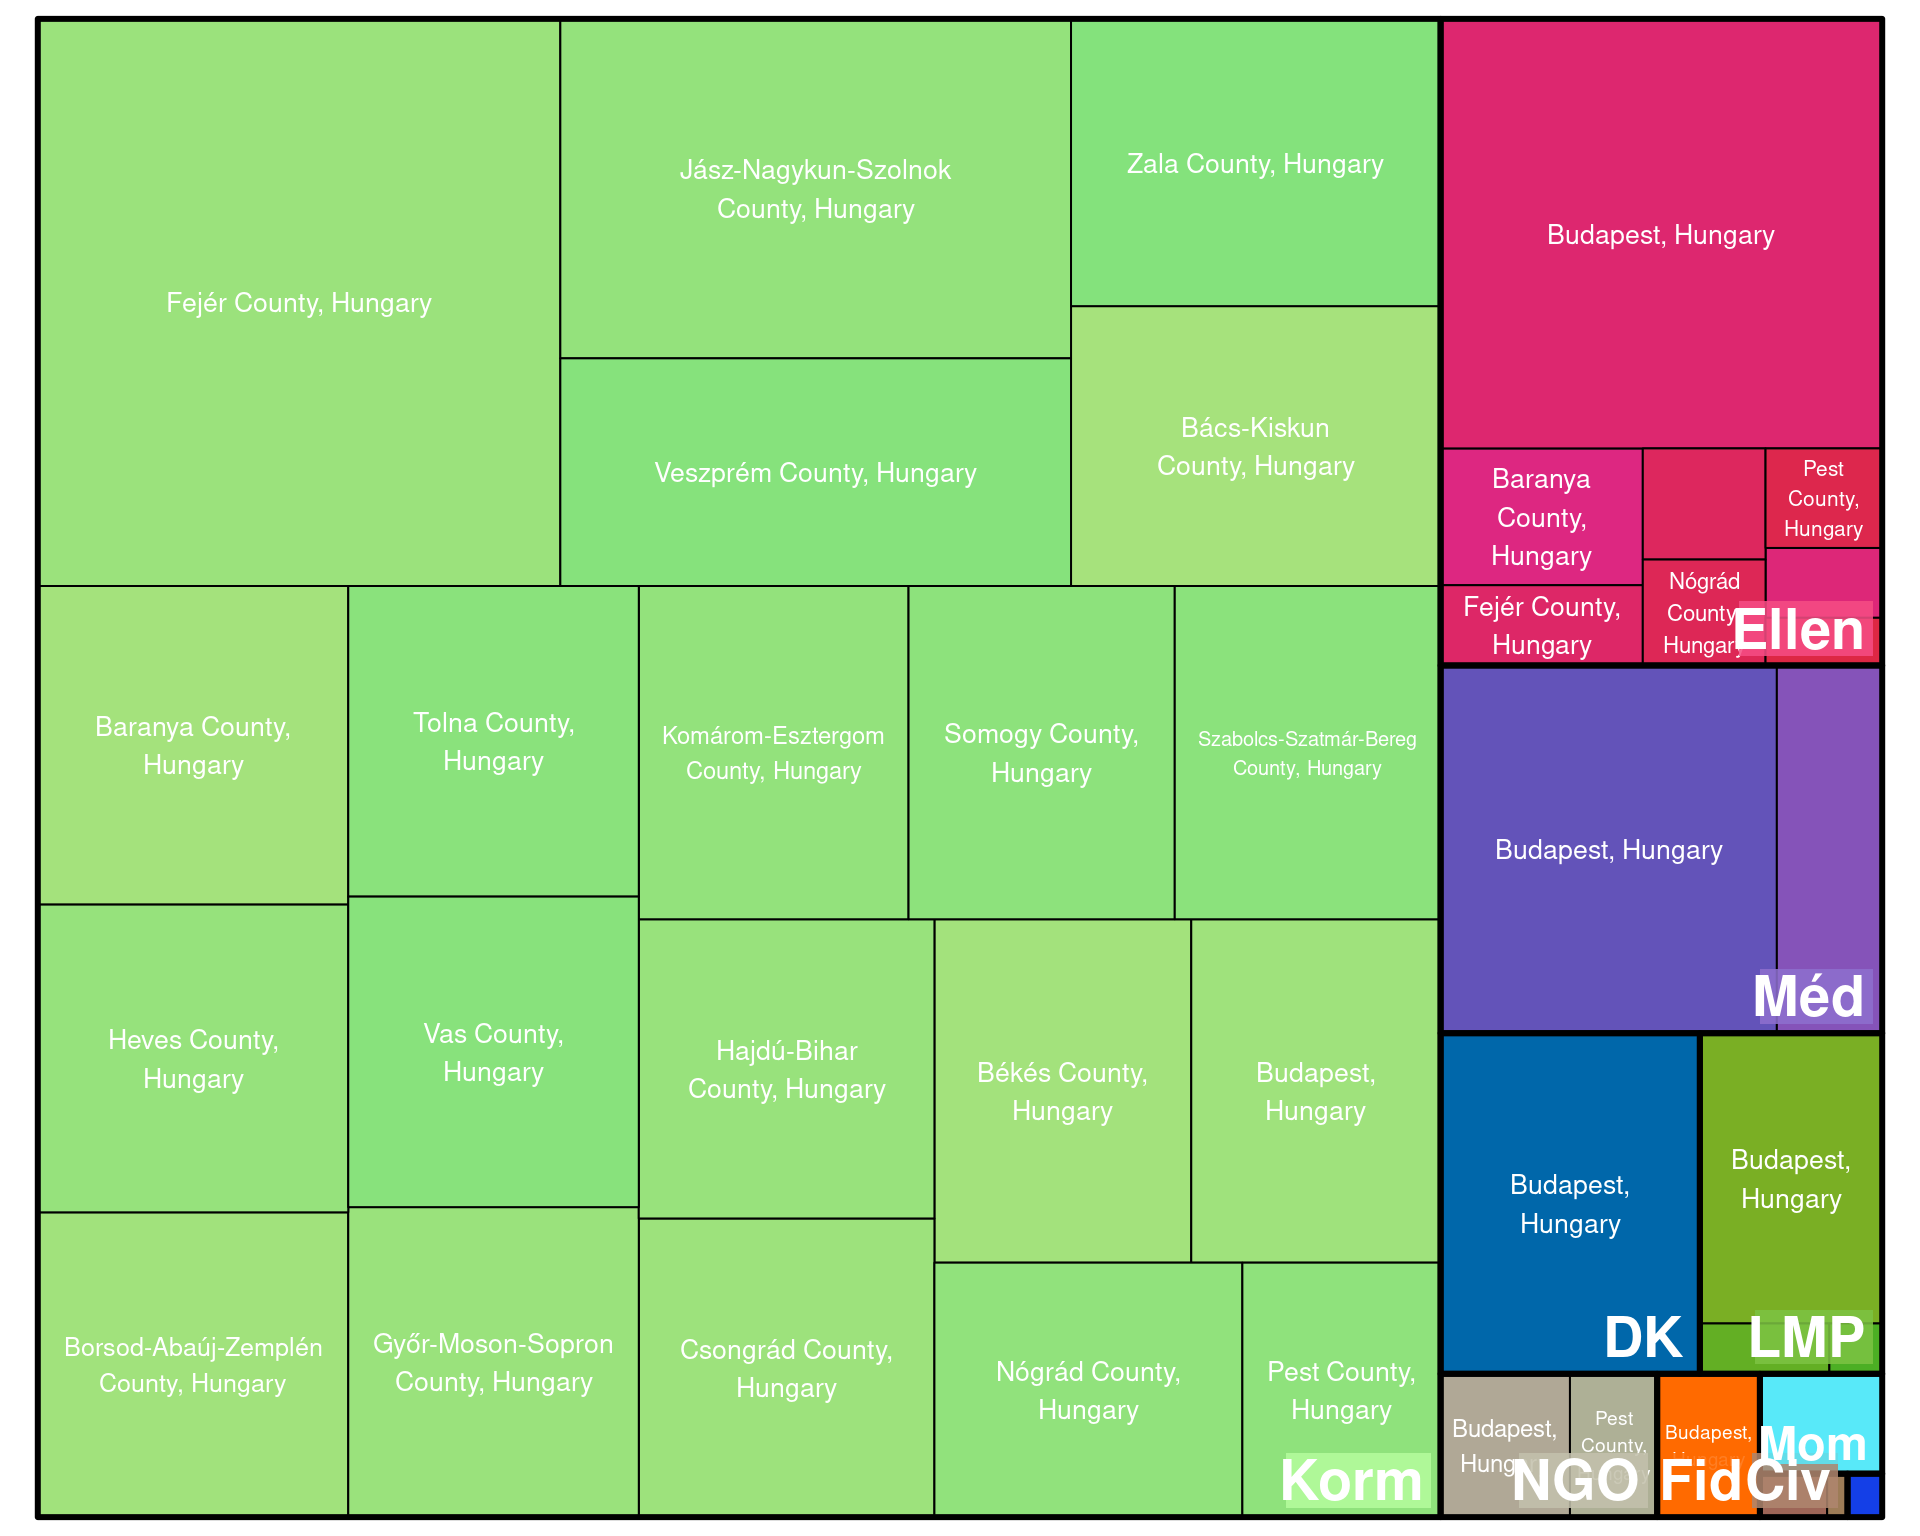 Fejér County, Hungary
Jász-Nagykun-Szolnok
County, Hungary
Zala County, Hungary
Veszprém County, Hungary
Bács-Kiskun
County, Hungary
Baranya County,
Hungary
Tolna County,
Hungary
Komárom-Esztergom
County, Hungary
Somogy County,
Hungary
Szabolcs-Szatmár-Bereg
County, Hungary
Heves County,
Hungary
Vas County,
Hungary
Hajdú-Bihar
County, Hungary
Békés County,
Hungary
Budapest,
Hungary
Borsod-Abaúj-Zemplén
County, Hungary
Győr-Moson-Sopron
County, Hungary
Csongrád County,
Hungary
Nógrád County,
Hungary
Pest County,
Hungary
Korm
Budapest, Hungary
Baranya
County,
Hungary
Pest
County,
Hungary
Fejér County,
Hungary
Nógrád
County
Hungary
Ellen
Budapest, Hungary
Méd
Budapest,
Hungary
DK
Budapest,
Hungary
LMP
Budapest,
Hungary
Pest
County,
NGO
Budapest,
Hungary
Fid
Mom
Civ